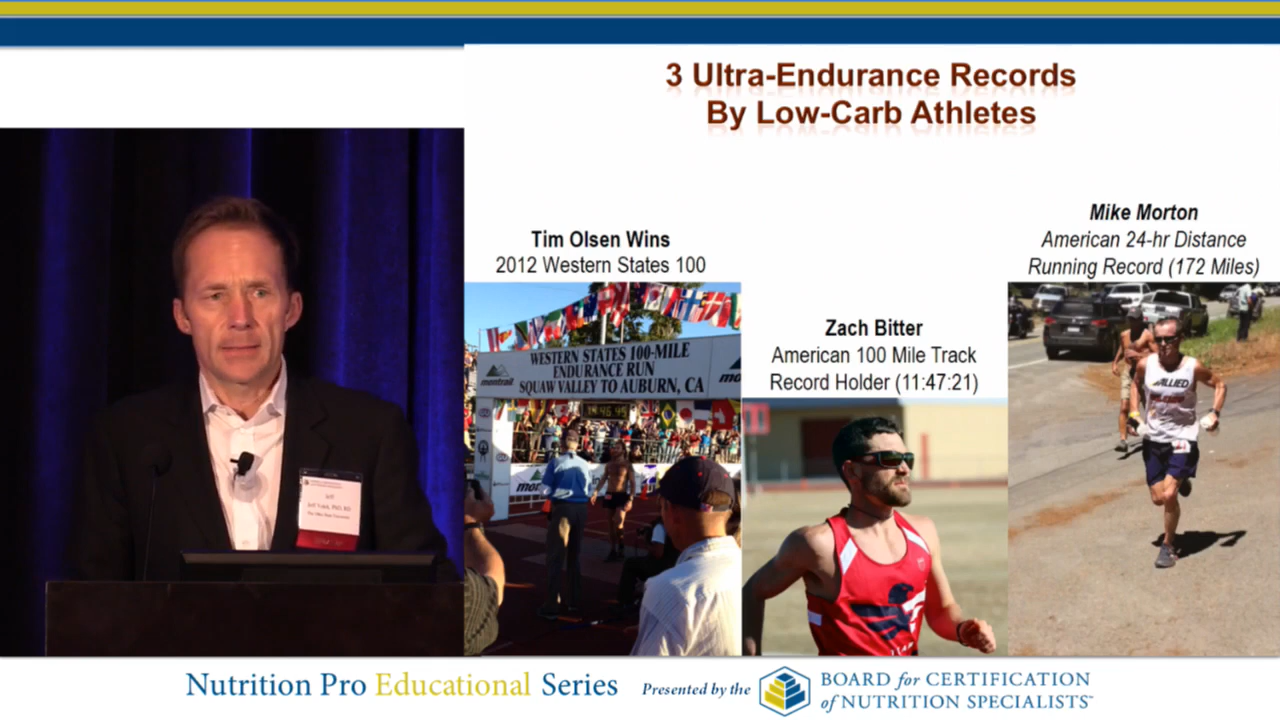 3 Ultra-Endurance Records
By Low-Carb Athletes
Tim Olsen Wins
2012 Western States 100
Zach Bitter
American 100 Mile Track
Record Holder (11:47:21)
Mike Morton
American 24-hr Distance
Running Record (172 Miles)
WESTERN STATES 100-MILE
ENDURANCE RUN
SQUAW VALLEY TO AUBURN, CA
montrail
Nutrition Pro Educational Series
Presented by the
BOARD for CERTIFICATION
of NUTRITION SPECIALISTS